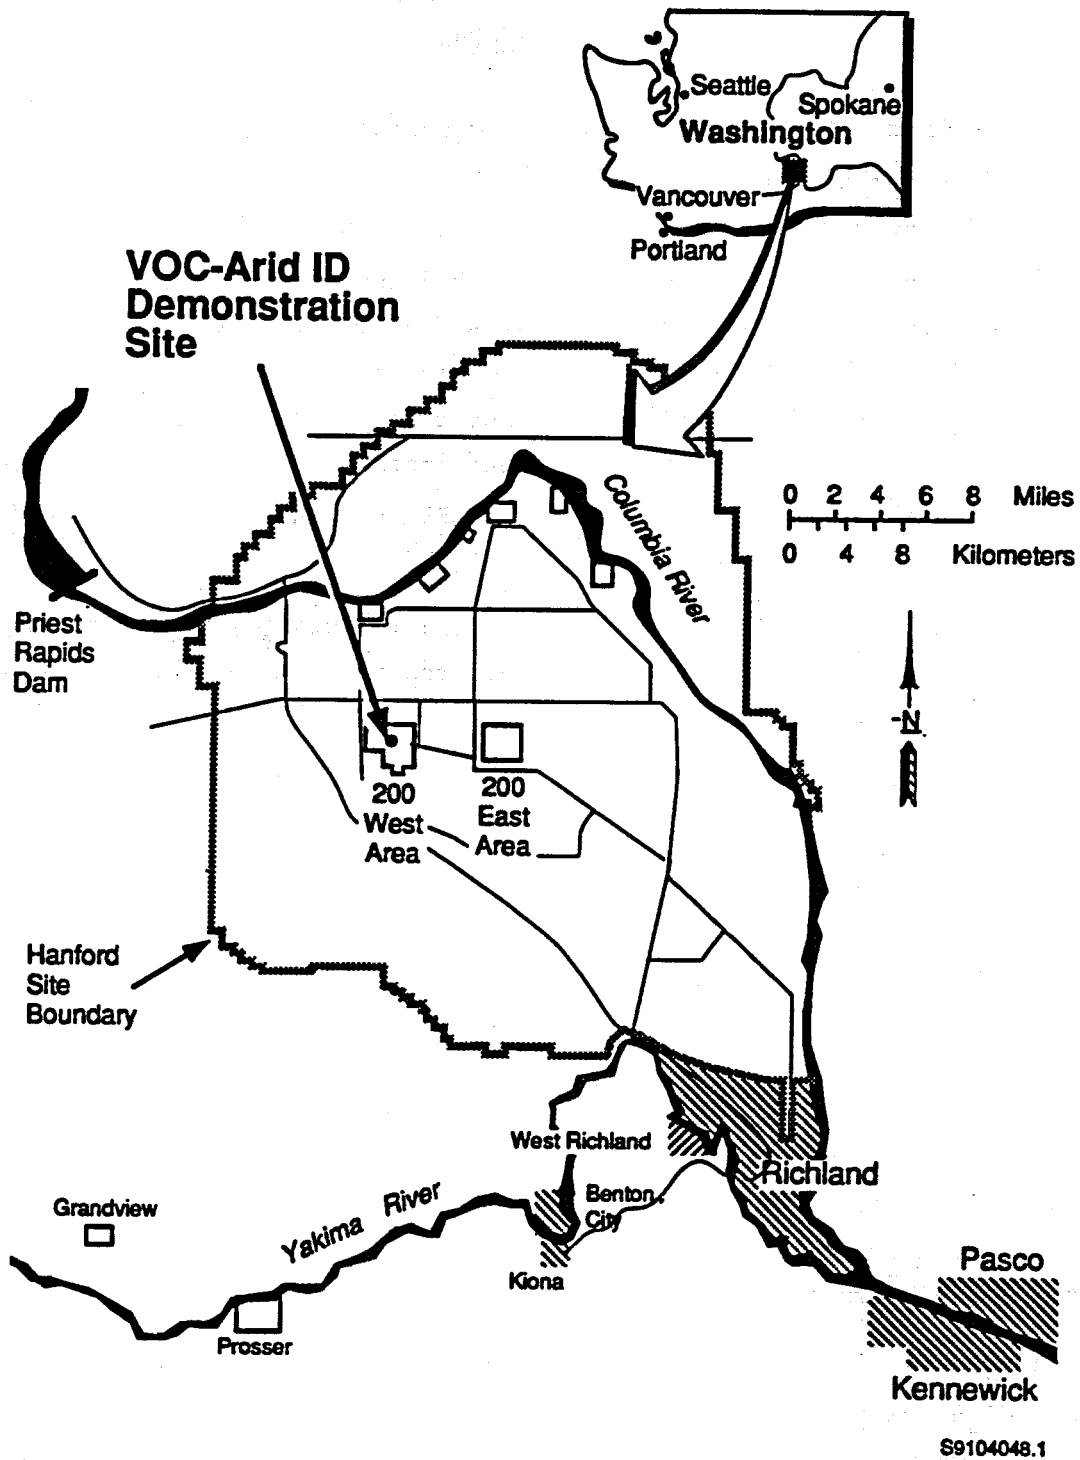 Seattle
Spokane
Washington
Vancouver
Portland
VOC-Arid ID
Demonstration
Site
Columbia River
0 2 4 6 8 Miles
0 4 8 Kilometers
Priest
Rapids
Dam
N
200
West
Area
200
East
Area
Hanford
Site
Boundary
West Richland
Richland
Benton
City
Grandview
Yakima River
Kiona
Prosser
Pasco
Kennewick
S9104048.1